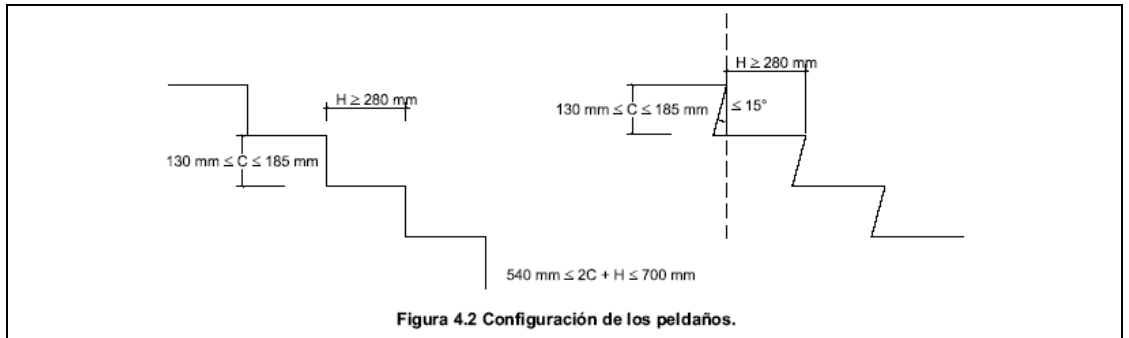 H ≥ 280 mm
130 mm ≤ C ≤ 185 mm
H ≥ 280 mm
130 mm ≤ C ≤ 185 mm
≤ 15°
540 mm ≤ 2C + H ≤ 700 mm
Figura 4.2 Configuración de los peldaños.